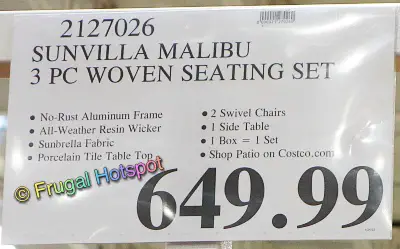 2127026
SUNVILLA MALIBU
3 PC WOVEN SEATING SET
• No-Rust Aluminum Frame
• All-Weather Resin Wicker
• Sunbrella Fabric
• Porcelain Tile Table Top
• 2 Swivel Chairs
• 1 Side Table
• 1 Box = 1 Set
• Shop Patio on Costco.com
© Frugal Hotspot
649.99